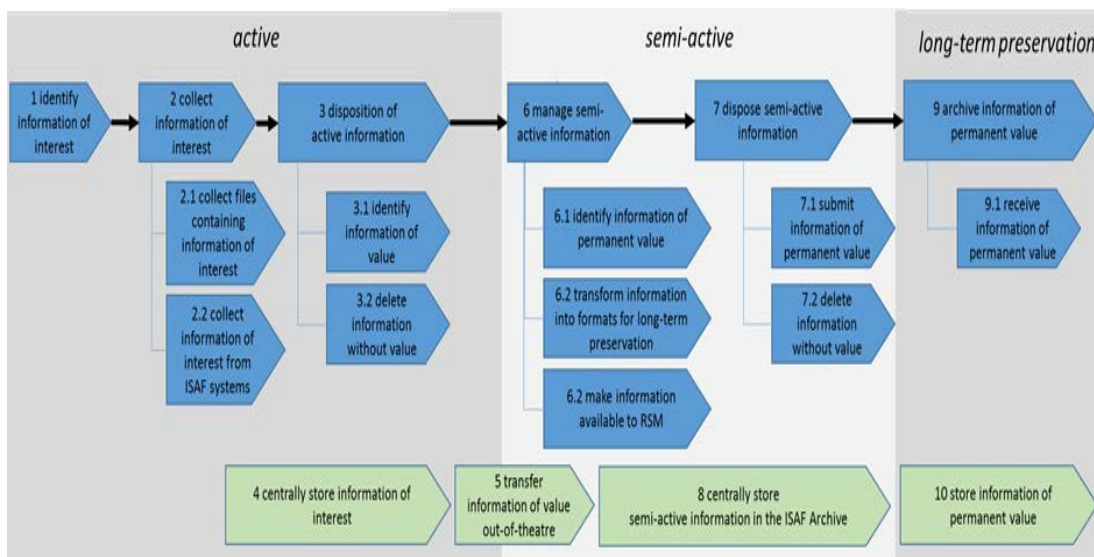 active
semi-active
long-term preservation
1 identify
information of
interest
2 collect
information of
interest
3 disposition of
active information
6 manage semi-
active information
7 dispose semi-active
information
9 archive information of
permanent value
2.1 collect files
containing
information of
interest
2.2 collect
information of
interest from
ISAF systems
3.1 identify
information of
value
3.2 delete
information
without value
6.1 identify information of
permanent value
6.2 transform information
into formats for long-term
preservation
6.2 make information
available to RSM
7.1 submit
information of
permanent value
7.2 delete
information
without value
9.1 receive
information of
permanent value
4 centrally store information of
interest
5 transfer
information of value
out-of-theatre
8 centrally store
semi-active information in the ISAF Archive
10 store information of
permanent value